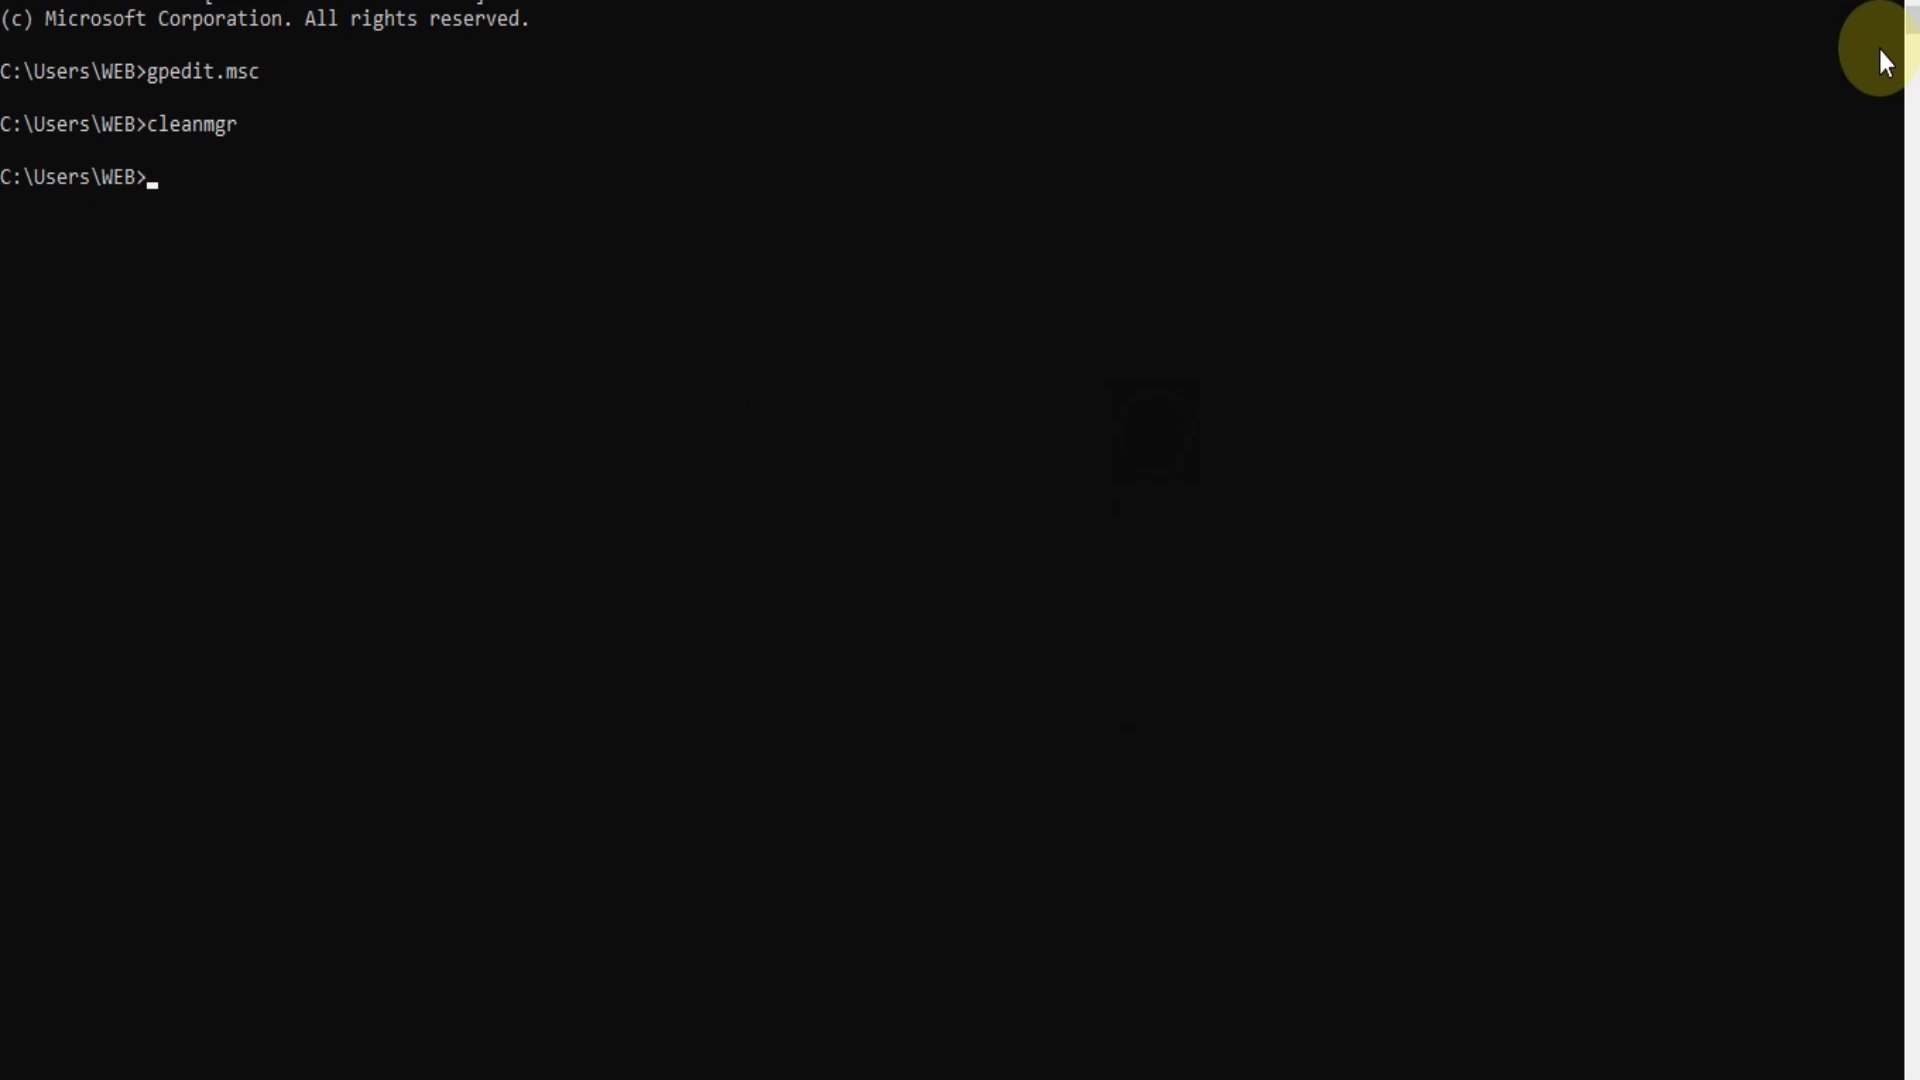 (c) Microsoft Corporation. All rights reserved.
C:\Users\WEB>gpedit.msc
C:\Users\WEB>cleanmgr
C:\Users\WEB>